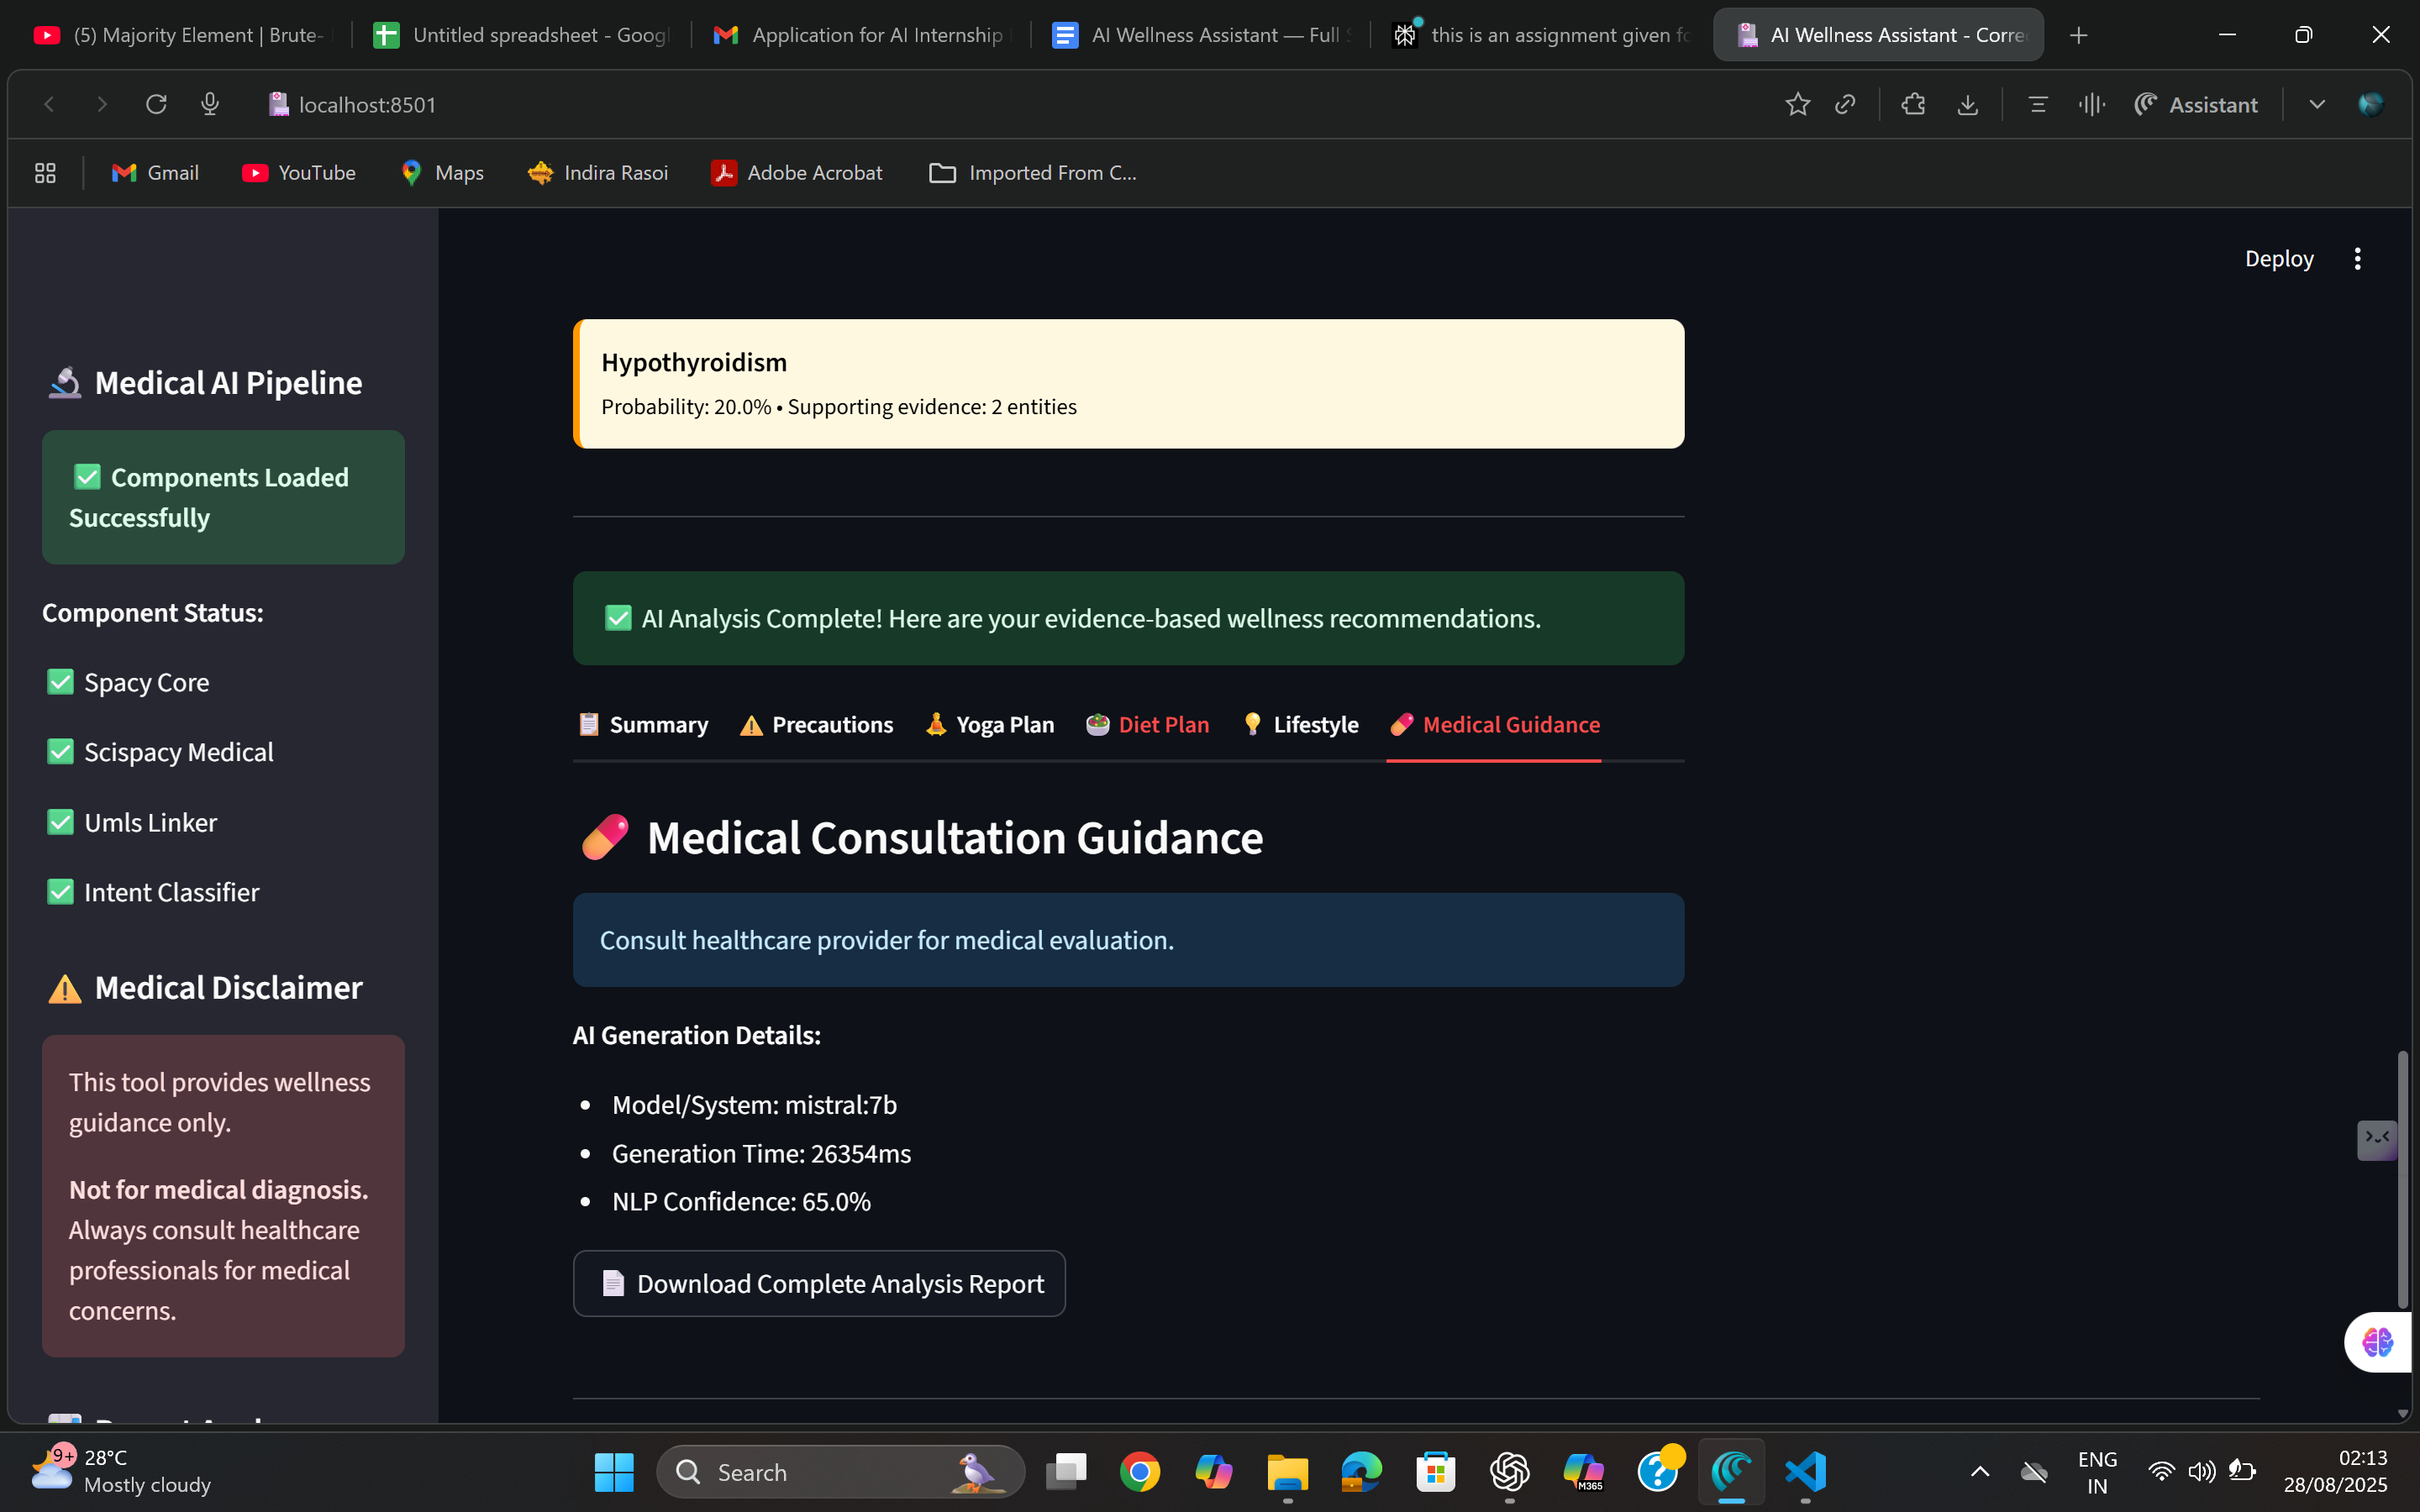 (5) Majority Element | Brute-
Untitled spreadsheet - Goog
Application for AI Internship
AI Wellness Assistant — Full
this is an assignment given fo
AI Wellness Assistant - Corre
localhost:8501
Assistant
Gmail
YouTube
Maps
Indira Rasoi
Adobe Acrobat
Imported From C...
Deploy
Medical AI Pipeline
Components Loaded
Successfully
Component Status:
Spacy Core
Scispacy Medical
Umls Linker
Intent Classifier
Medical Disclaimer
This tool provides wellness
guidance only.
Not for medical diagnosis.
Always consult healthcare
professionals for medical
concerns.
Hypothyroidism
Probability: 20.0% • Supporting evidence: 2 entities
AI Analysis Complete! Here are your evidence-based wellness recommendations.
Summary
Precautions
Yoga Plan
Diet Plan
Lifestyle
Medical Guidance
Medical Consultation Guidance
Consult healthcare provider for medical evaluation.
AI Generation Details:
• Model/System: mistral:7b
• Generation Time: 26354ms
• NLP Confidence: 65.0%
Download Complete Analysis Report
9+
28°C
Mostly cloudy
Search
M365
ENG
IN
02:13
28/08/2025